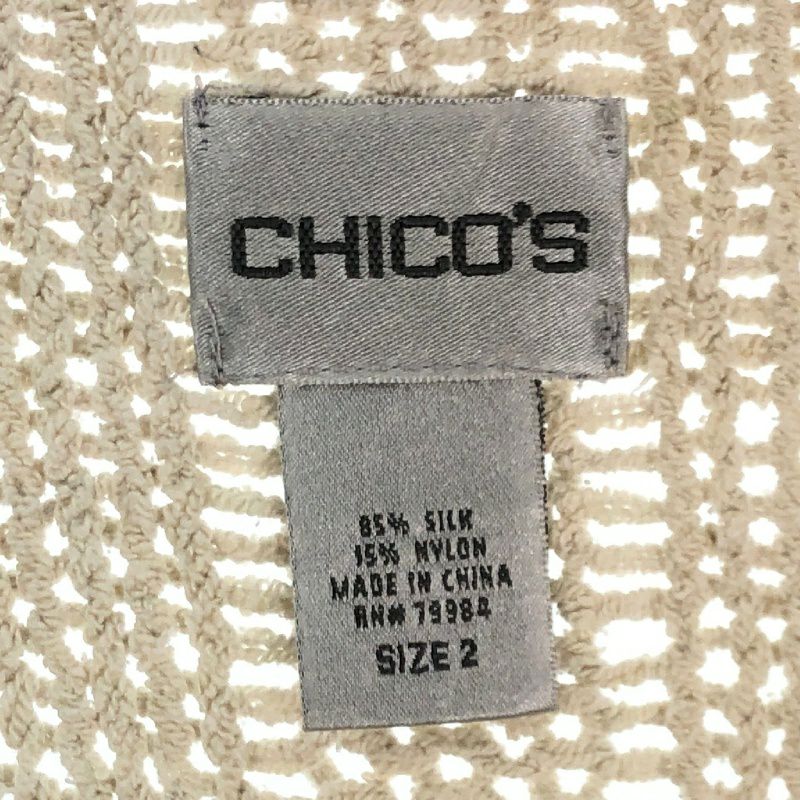 CHICO'S
85% SILK
15% NYLON
MADE IN CHINA
RN# 79984
SIZE 2